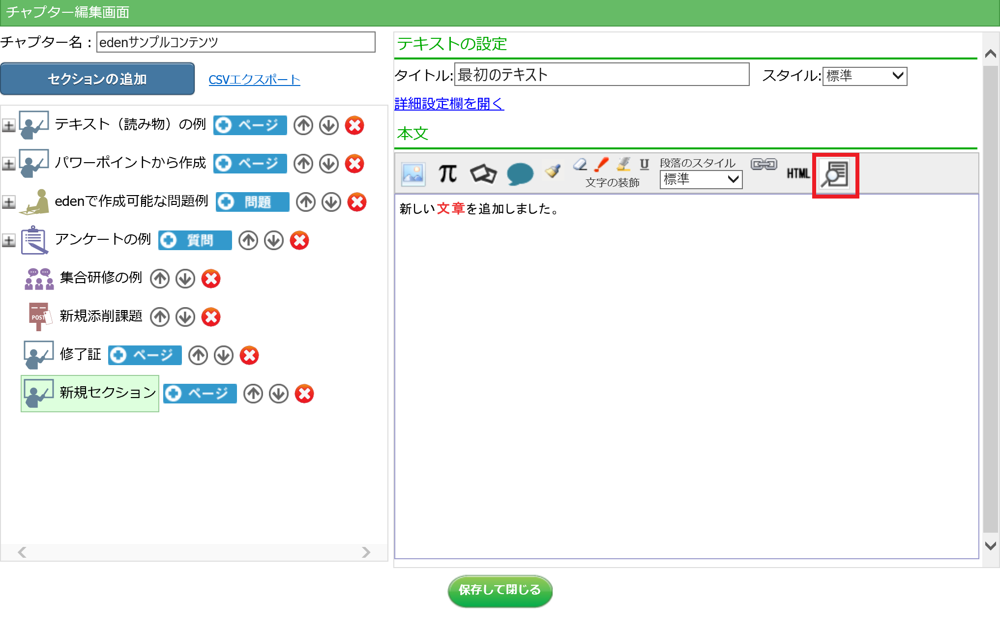 チャプター編集画面
チャプター名：edenサンプルコンテンツ
セクションの追加 CSVエクスポート
テキスト（読み物）の例 ページ
パワーポイントから作成 ページ
edenで作成可能な問題例 問題
アンケートの例 質問
集合研修の例
POST 新規添削課題
修了証 ページ
新規セクション ページ
テキストの設定
タイトル:最初のテキスト スタイル:標準
詳細設定欄を開く
本文
π U 文字の装飾 段落のスタイル 標準 HTML
新しい文章を追加しました。
保存して閉じる